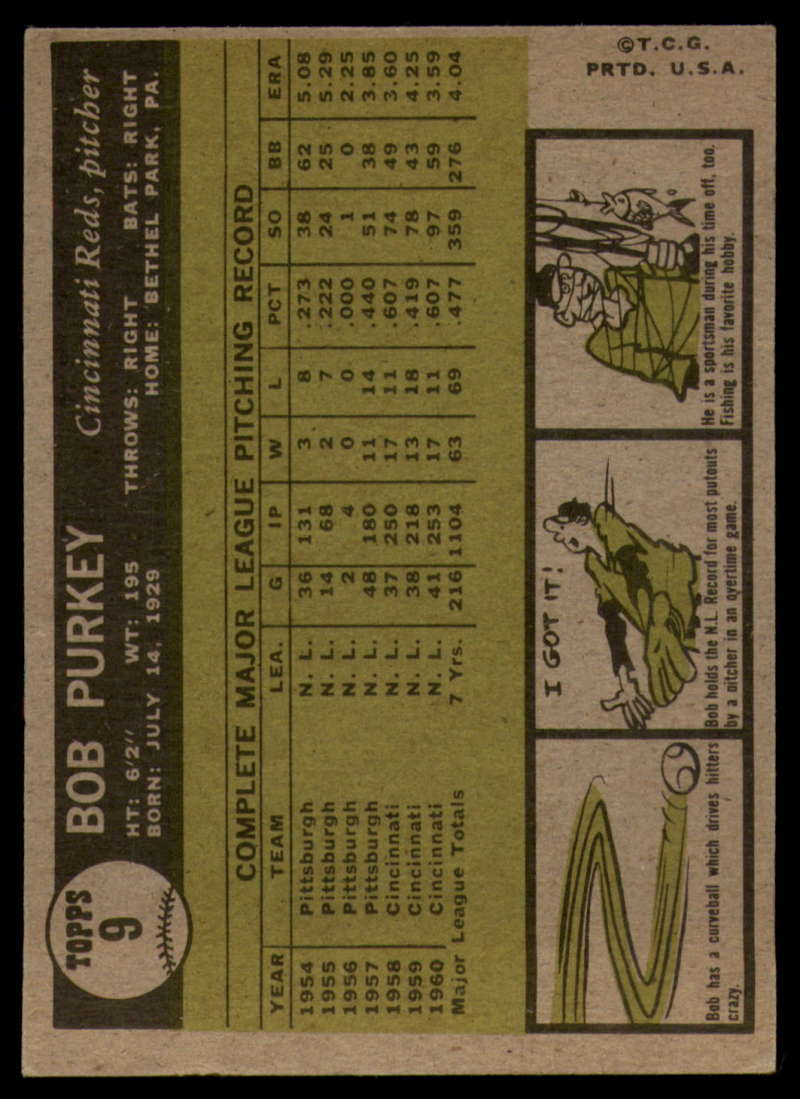 TOPPS
9
BOB PURKEY Cincinnati Reds, pitcher
HT: 6'2" WT: 195 THROWS: RIGHT BATS: RIGHT
BORN: JULY 14, 1929 HOME: BETHEL PARK, PA.
COMPLETE MAJOR LEAGUE PITCHING RECORD
YEAR TEAM LEA. G IP W L PCT SO BB ERA
1954 Pittsburgh N. L. 36 131 3 8 .273 38 62 5.08
1955 Pittsburgh N. L. 14 68 2 7 .222 24 25 5.29
1956 Pittsburgh N. L. 2 4 0 0 .000 1 0 2.25
1957 Pittsburgh N. L. 48 180 11 14 .440 51 38 3.85
1958 Cincinnati N. L. 37 250 17 11 .607 74 49 3.60
1959 Cincinnati N. L. 38 218 13 18 .419 78 43 4.25
1960 Cincinnati N. L. 41 253 17 11 .607 97 59 3.59
Major League Totals 7 Yrs. 216 1104 63 69 .477 359 276 4.04
Bob has a curveball which drives hitters
crazy.
I GOT IT!
Bob holds the N.L. Record for most putouts
by a pitcher in an overtime game.
He is a sportsman during his time off, too.
Fishing is his favorite hobby.
©T.C.G.
PRTD. U.S.A.